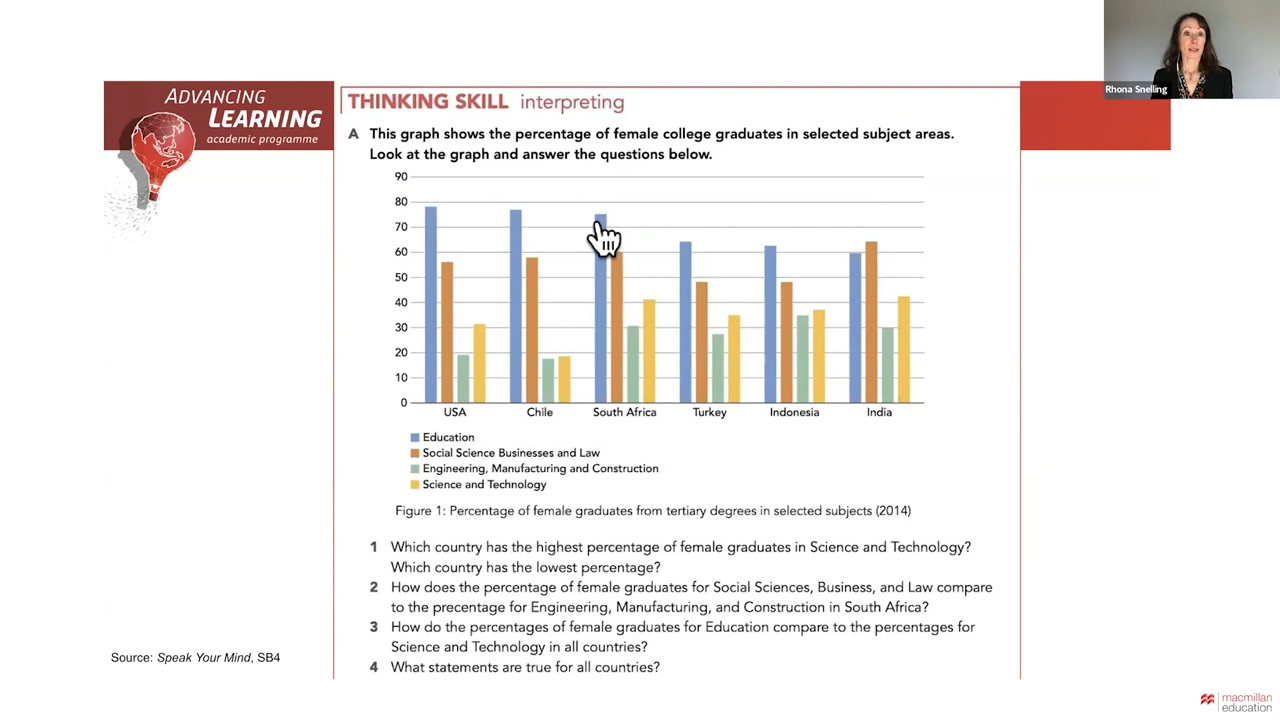 Rhona Snelling
ADVANCING
LEARNING
academic programme
THINKING SKILL interpreting
A This graph shows the percentage of female college graduates in selected subject areas.
Look at the graph and answer the questions below.
90
80
70
60
50
40
30
20
10
0
USA Chile South Africa Turkey Indonesia India
Education
Social Science Businesses and Law
Engineering, Manufacturing and Construction
Science and Technology
Figure 1: Percentage of female graduates from tertiary degrees in selected subjects (2014)
1 Which country has the highest percentage of female graduates in Science and Technology?
Which country has the lowest percentage?
2 How does the percentage of female graduates for Social Sciences, Business, and Law compare
to the precentage for Engineering, Manufacturing, and Construction in South Africa?
3 How do the percentages of female graduates for Education compare to the percentages for
Science and Technology in all countries?
4 What statements are true for all countries?
Source: Speak Your Mind, SB4
macmillan
education